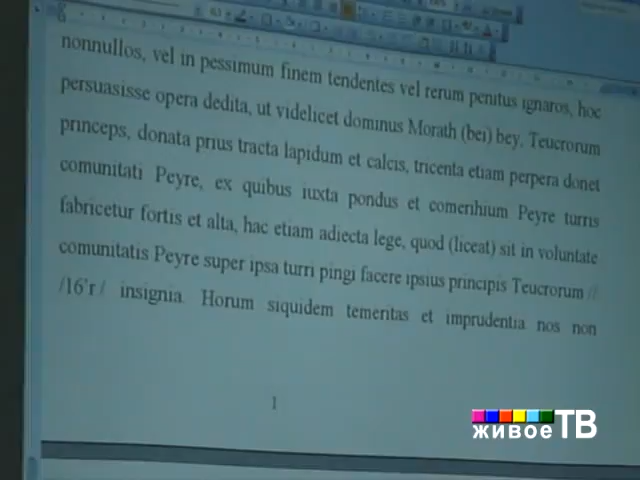 nonnullos, vel in pessimum finem tendentes vel rerum penitus ignaros, hoc
persuasisse opera dedita, ut videlicet dominus Morath (bei) bey, Teucrorum
princeps, donata prius tracta lapidum et calcis, tricenta etiam perpera donet
comunitati Peyre, ex quibus iuxta pondus et comerihium Peyre turris
fabricetur fortis et alta, hac etiam adiecta lege, quod (liceat) sit in voluntate
comunitatis Peyre super ipsa turri pingi facere ipsius principis Teucrorum //
/16'r / insignia. Horum siquidem temeritas et imprudentia nos non
1
живоеТВ